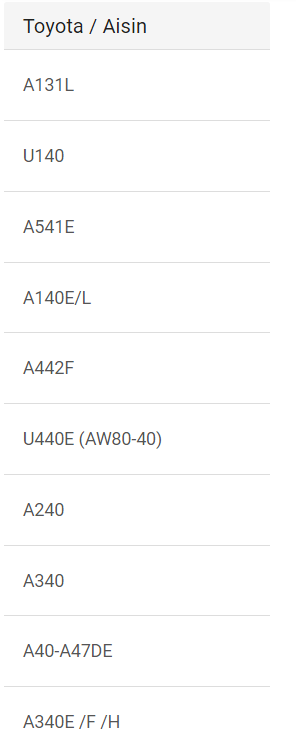 Toyota / Aisin
A131L
U140
A541E
A140E/L
A442F
U440E (AW80-40)
A240
A340
A40-A47DE
A340E /F /H